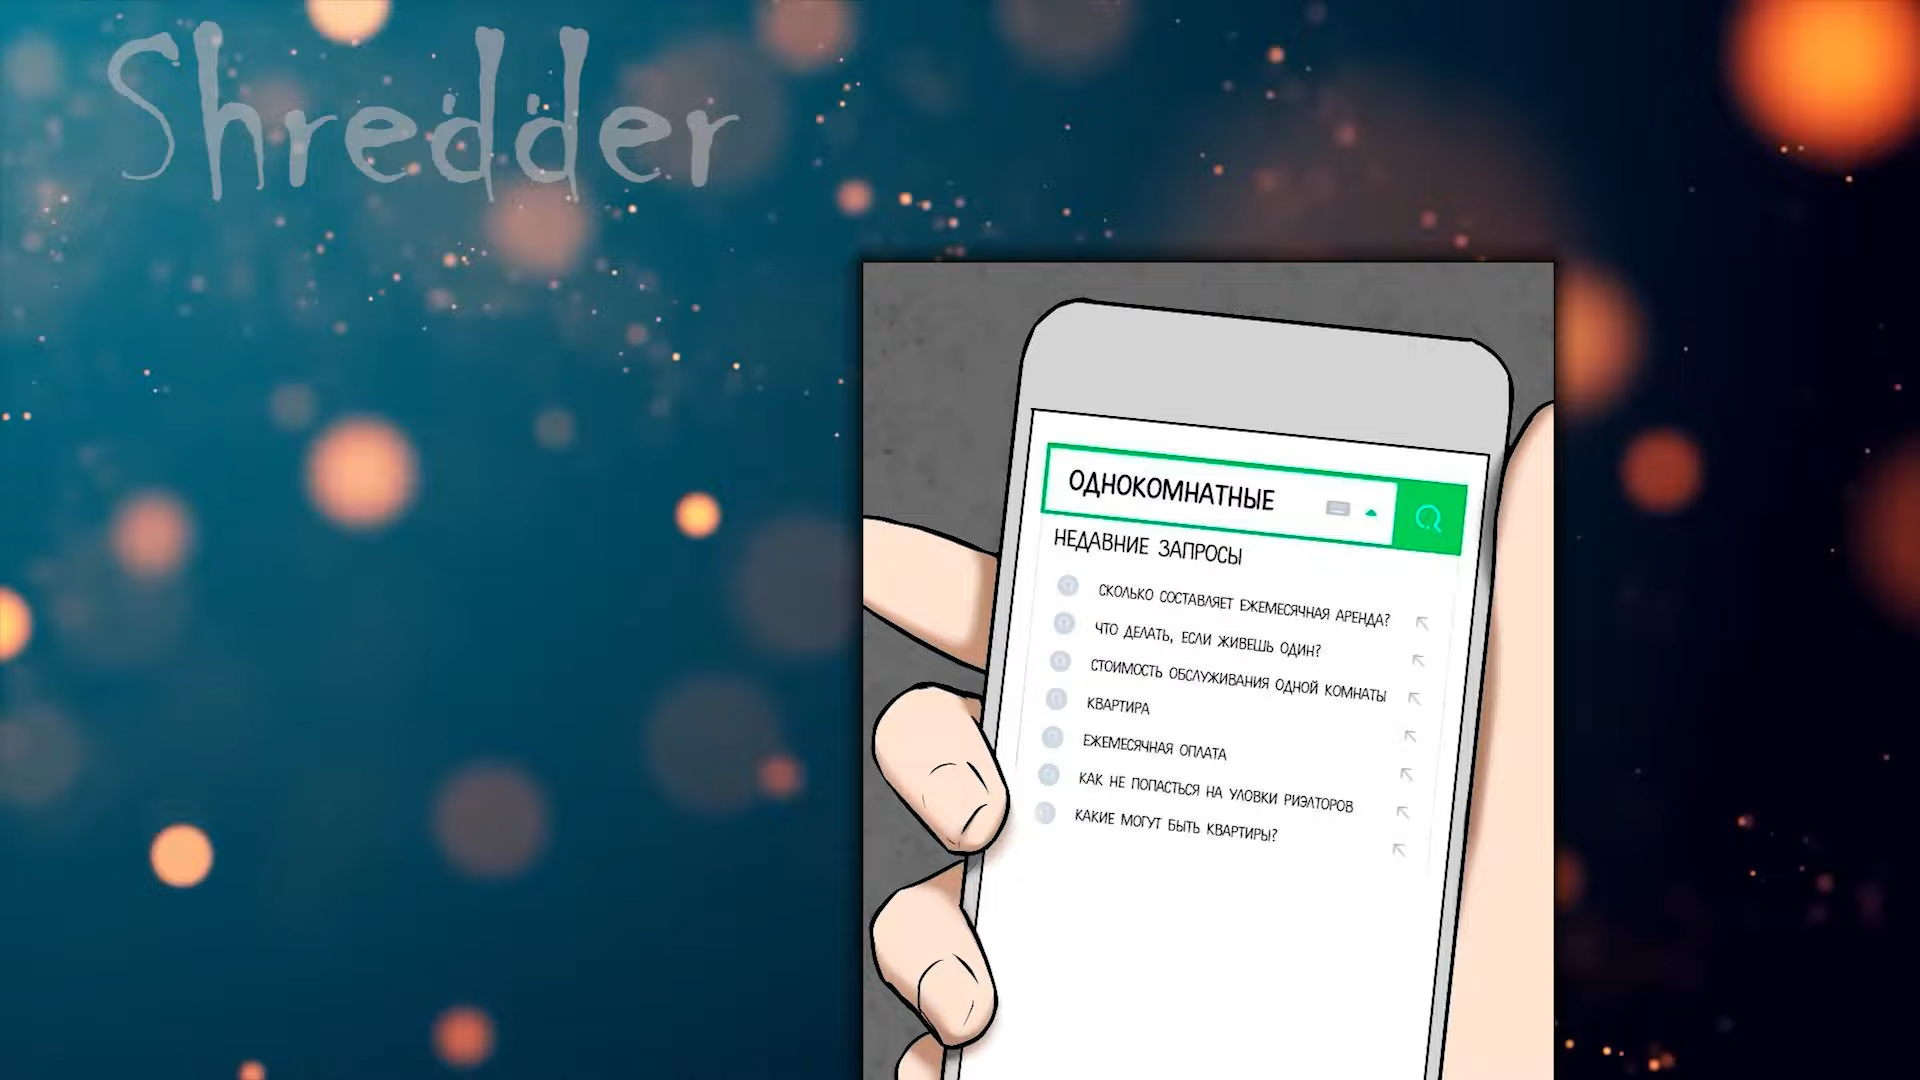 Shredder
ОДНОКОМНАТНЫЕ
НЕДАВНИЕ ЗАПРОСЫ
СКОЛЬКО СОСТАВЛЯЕТ ЕЖЕМЕСЯЧНАЯ АРЕНДА?
ЧТО ДЕЛАТЬ, ЕСЛИ ЖИВЕШЬ ОДИН?
СТОИМОСТЬ ОБСЛУЖИВАНИЯ ОДНОЙ КОМНАТЫ
КВАРТИРА
ЕЖЕМЕСЯЧНАЯ ОПЛАТА
КАК НЕ ПОПАСТЬСЯ НА УЛОВКИ РИЭЛТОРОВ
КАКИЕ МОГУТ БЫТЬ КВАРТИРЫ?